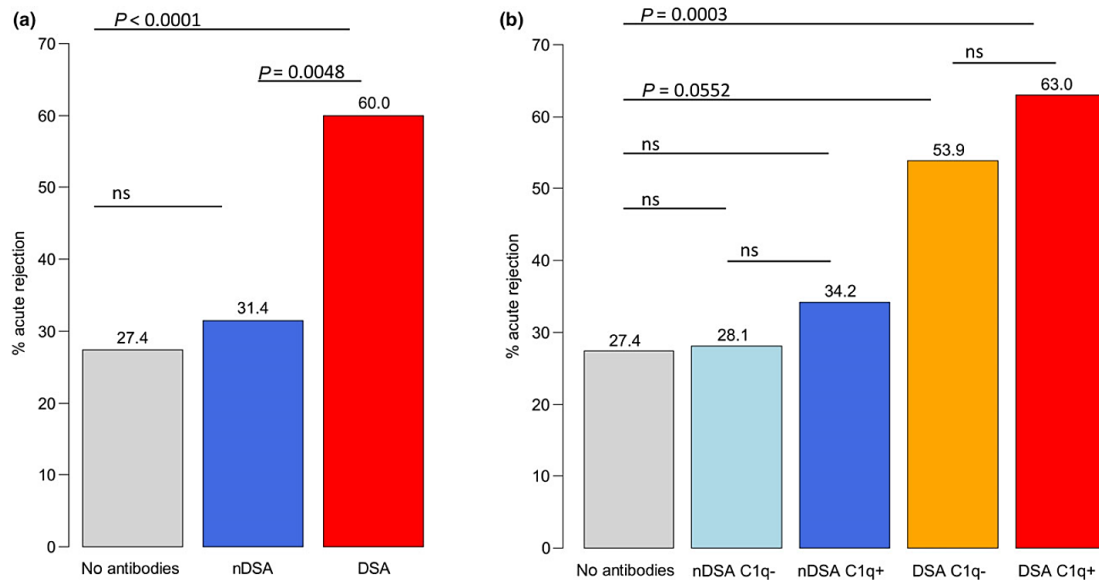 (a)
P < 0.0001
P = 0.0048
ns
% acute rejection
70
60
50
40
30
20
10
0
27.4
31.4
60.0
No antibodies
nDSA
DSA
(b)
P = 0.0003
ns
P = 0.0552
ns
ns
ns
% acute rejection
70
60
50
40
30
20
10
0
27.4
28.1
34.2
53.9
63.0
No antibodies
nDSA C1q-
nDSA C1q+
DSA C1q-
DSA C1q+